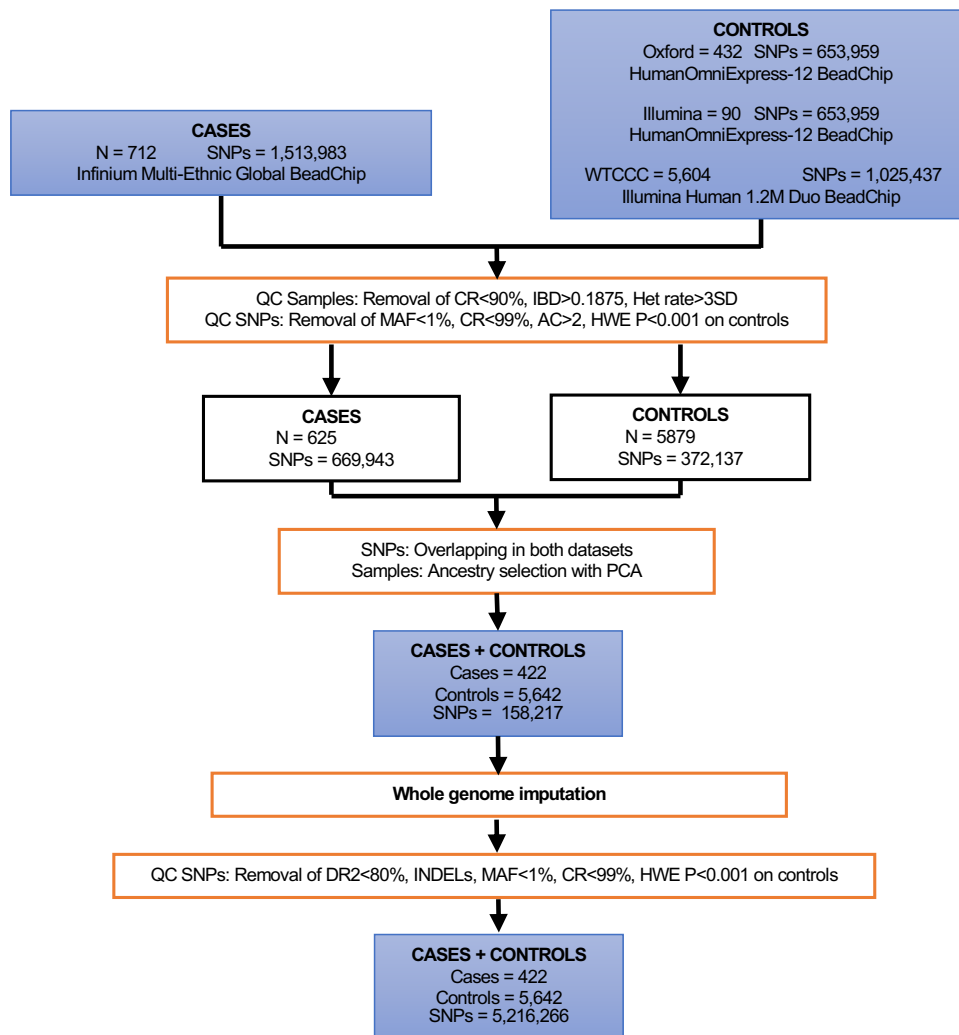 CASES
N = 712 SNPs = 1,513,983
Infinium Multi-Ethnic Global BeadChip
CONTROLS
Oxford = 432 SNPs = 653,959
HumanOmniExpress-12 BeadChip
Illumina = 90 SNPs = 653,959
HumanOmniExpress-12 BeadChip
WTCCC = 5,604 SNPs = 1,025,437
Illumina Human 1.2M Duo BeadChip
QC Samples: Removal of CR<90%, IBD>0.1875, Het rate>3SD
QC SNPs: Removal of MAF<1%, CR<99%, AC>2, HWE P<0.001 on controls
CASES
N = 625
SNPs = 669,943
CONTROLS
N = 5879
SNPs = 372,137
SNPs: Overlapping in both datasets
Samples: Ancestry selection with PCA
CASES + CONTROLS
Cases = 422
Controls = 5,642
SNPs = 158,217
Whole genome imputation
QC SNPs: Removal of DR2<80%, INDELs, MAF<1%, CR<99%, HWE P<0.001 on controls
CASES + CONTROLS
Cases = 422
Controls = 5,642
SNPs = 5,216,266